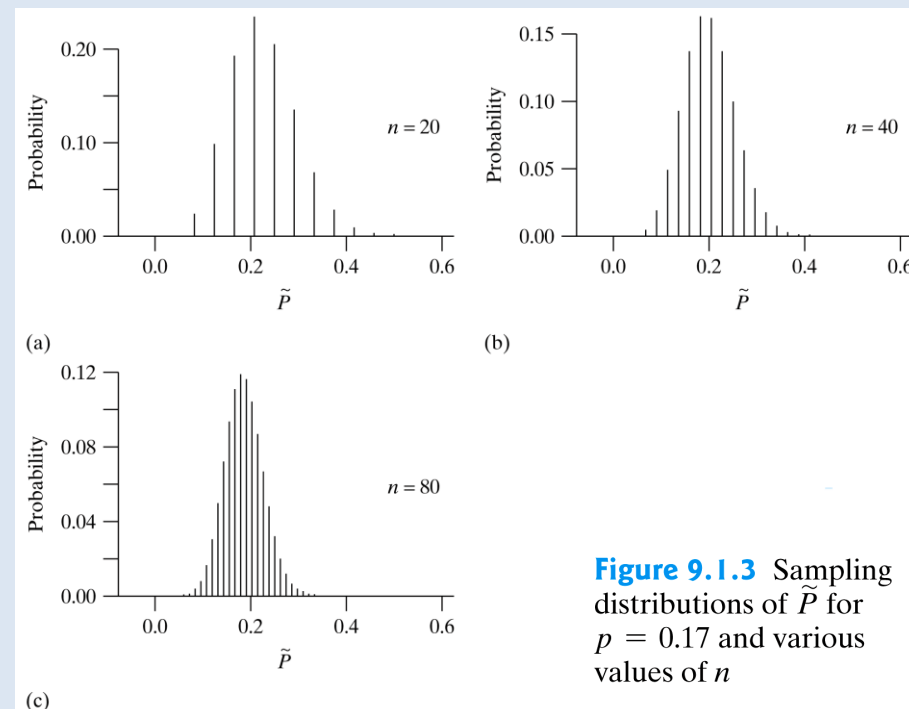 0.20
0.10
0.00
Probability
n = 20
0.0 0.2 0.4 0.6
P̃
(a)
0.15
0.10
0.05
0.00
Probability
n = 40
0.0 0.2 0.4 0.6
P̃
(b)
0.12
0.08
0.04
0.00
Probability
n = 80
0.0 0.2 0.4 0.6
P̃
(c)
Figure 9.1.3 Sampling
distributions of P̃ for
p = 0.17 and various
values of n